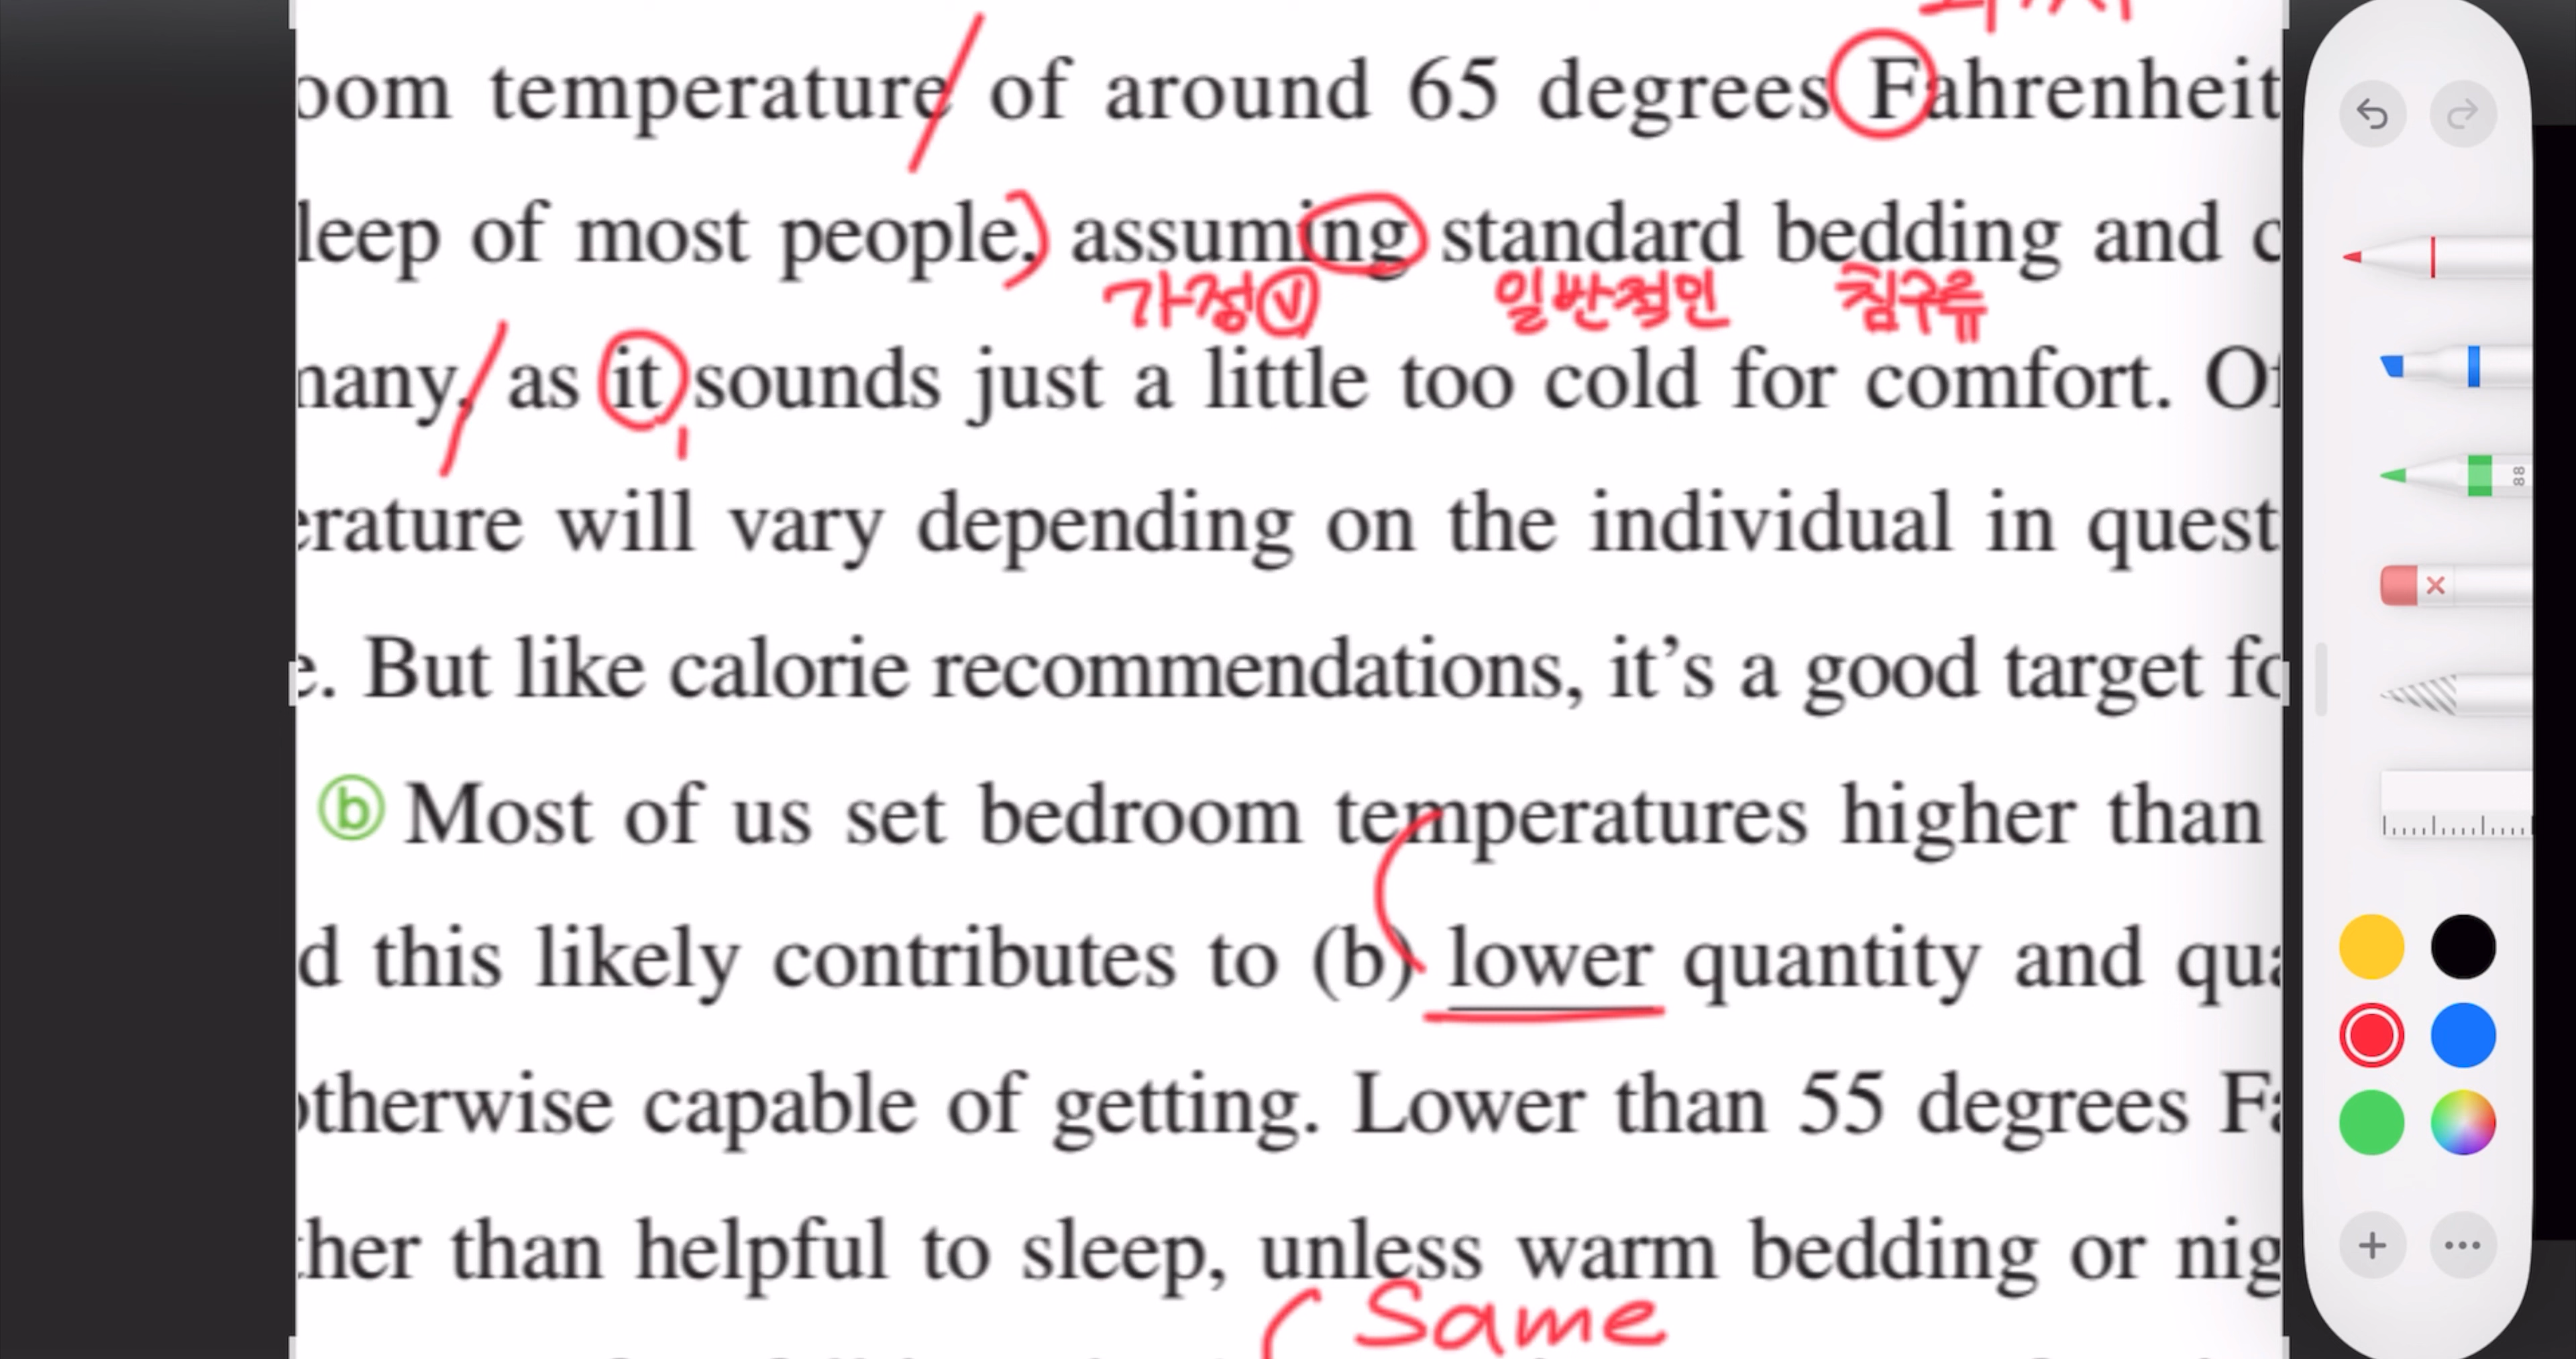 oom temperature of around 65 degrees Fahrenheit
leep of most people, assuming standard bedding and c
가정ⓥ 일반적인 침구류
many, as it sounds just a little too cold for comfort. Of
erature will vary depending on the individual in quest
e. But like calorie recommendations, it's a good target fo
ⓑ Most of us set bedroom temperatures higher than
d this likely contributes to (b) lower quantity and qua
otherwise capable of getting. Lower than 55 degrees Fa
ther than helpful to sleep, unless warm bedding or nig
Same